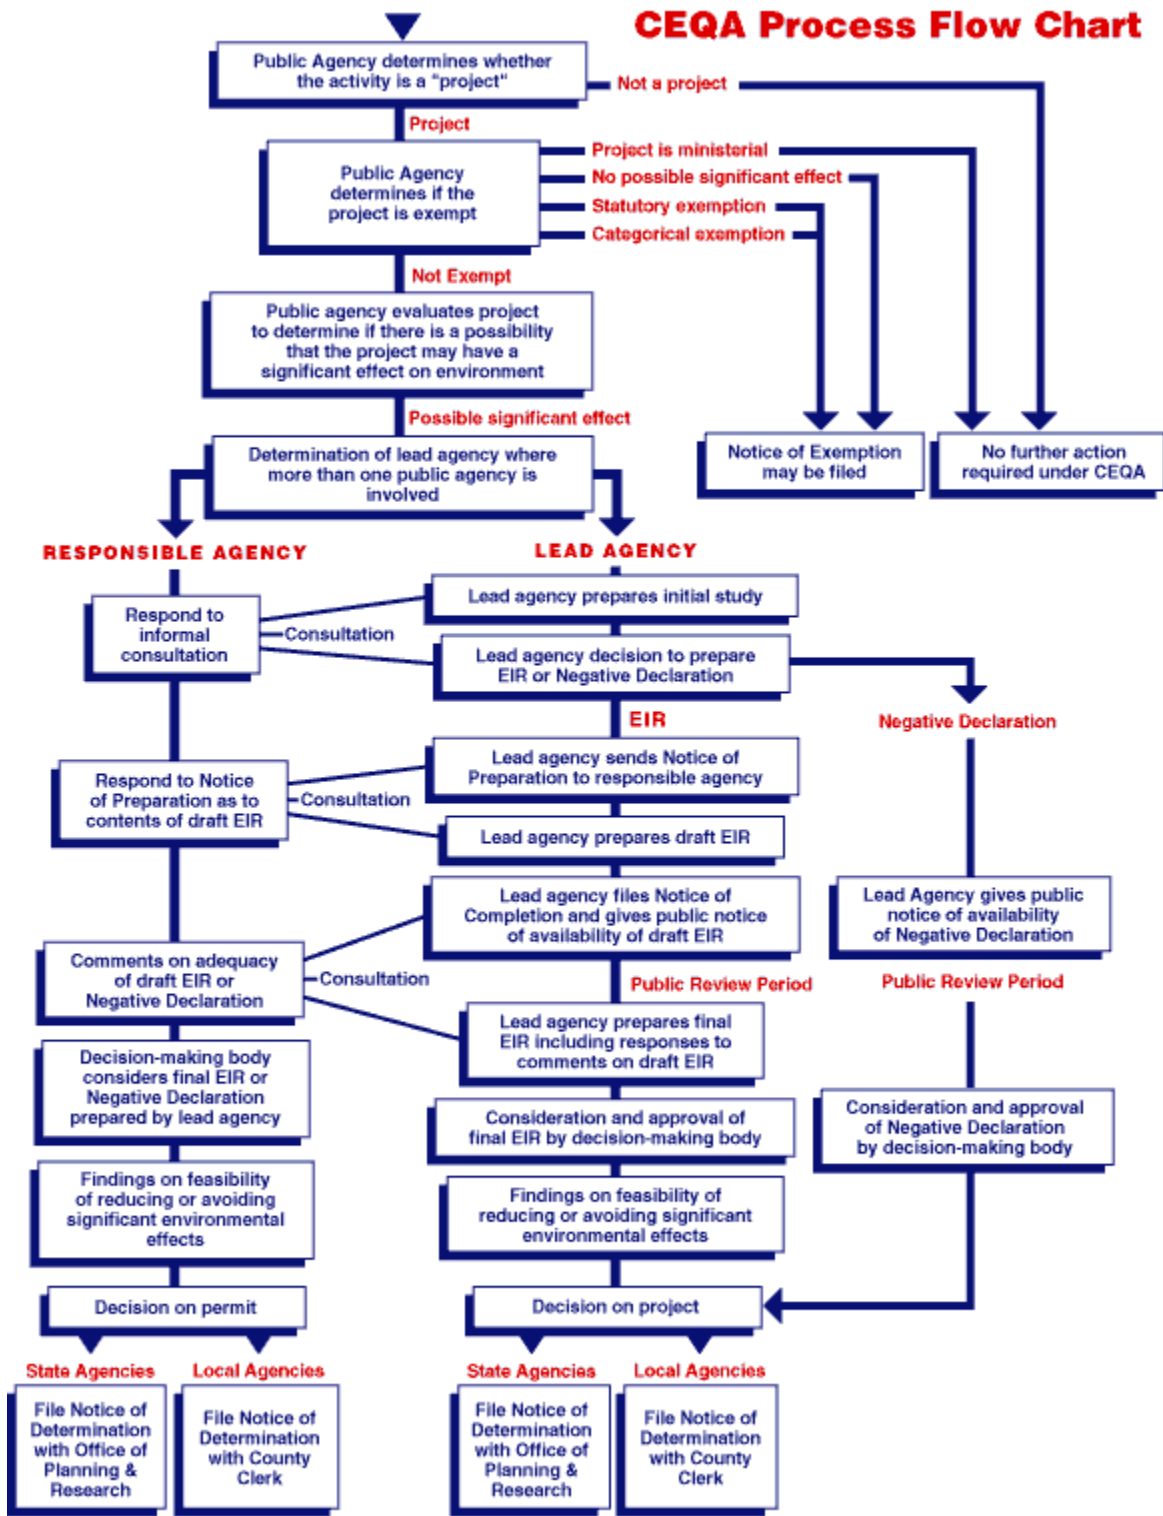 CEQA Process Flow Chart
Public Agency determines whether
the activity is a "project"
Not a project
Project
Public Agency
determines if the
project is exempt
Project is ministerial
No possible significant effect
Statutory exemption
Categorical exemption
Not Exempt
Public agency evaluates project
to determine if there is a possibility
that the project may have a
significant effect on environment
Possible significant effect
Notice of Exemption
may be filed
No further action
required under CEQA
Determination of lead agency where
more than one public agency is
involved
RESPONSIBLE AGENCY
LEAD AGENCY
Respond to
informal
consultation
Consultation
Lead agency prepares initial study
Lead agency decision to prepare
EIR or Negative Declaration
EIR
Negative Declaration
Respond to Notice
of Preparation as to
contents of draft EIR
Consultation
Lead agency sends Notice of
Preparation to responsible agency
Lead agency prepares draft EIR
Lead agency files Notice of
Completion and gives public notice
of availability of draft EIR
Lead Agency gives public
notice of availability
of Negative Declaration
Comments on adequacy
of draft EIR or
Negative Declaration
Consultation
Public Review Period
Public Review Period
Lead agency prepares final
EIR including responses to
comments on draft EIR
Decision-making body
considers final EIR or
Negative Declaration
prepared by lead agency
Consideration and approval of
final EIR by decision-making body
Consideration and approval
of Negative Declaration
by decision-making body
Findings on feasibility
of reducing or avoiding
significant environmental
effects
Findings on feasibility of
reducing or avoiding significant
environmental effects
Decision on permit
Decision on project
State Agencies
Local Agencies
State Agencies
Local Agencies
File Notice of
Determination
with Office of
Planning &
Research
File Notice of
Determination
with County
Clerk
File Notice of
Determination
with Office of
Planning &
Research
File Notice of
Determination
with County
Clerk